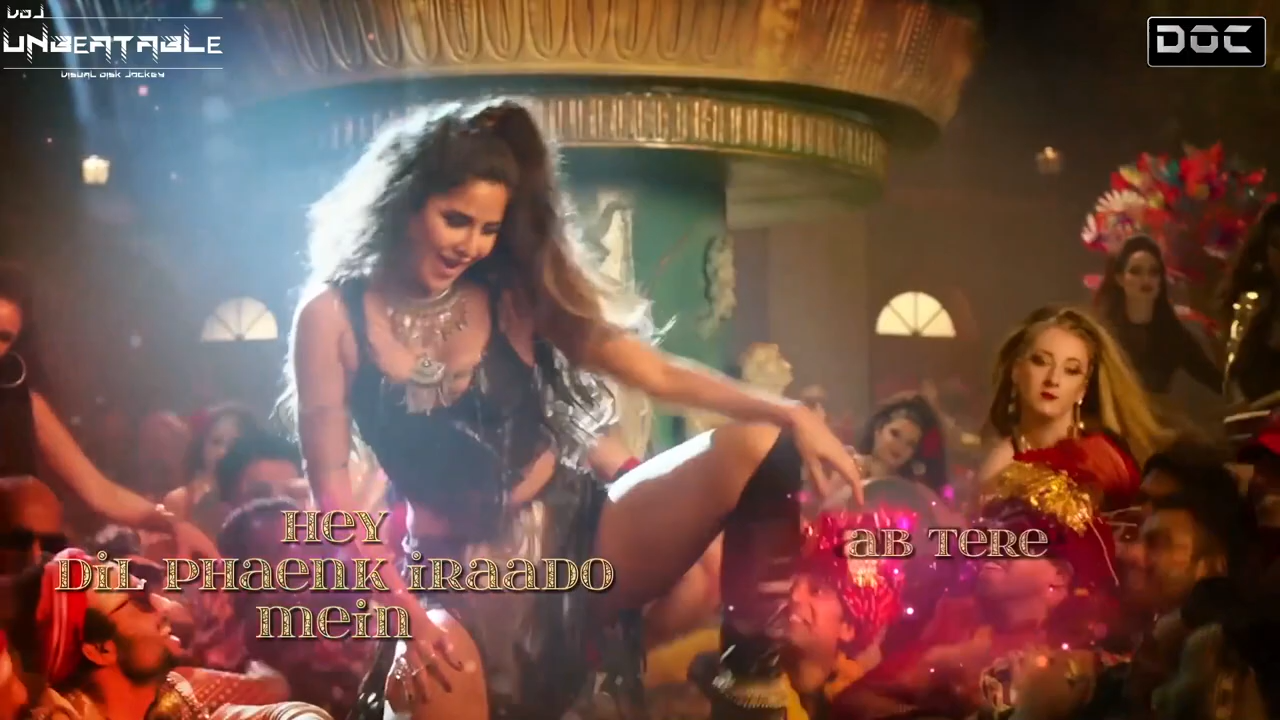 VDJ
UNBEATABLE
VISUAL DISK JOCKEY
DOC
HEY
DiL PHAENK iRAADO
MEiN
AB TERE